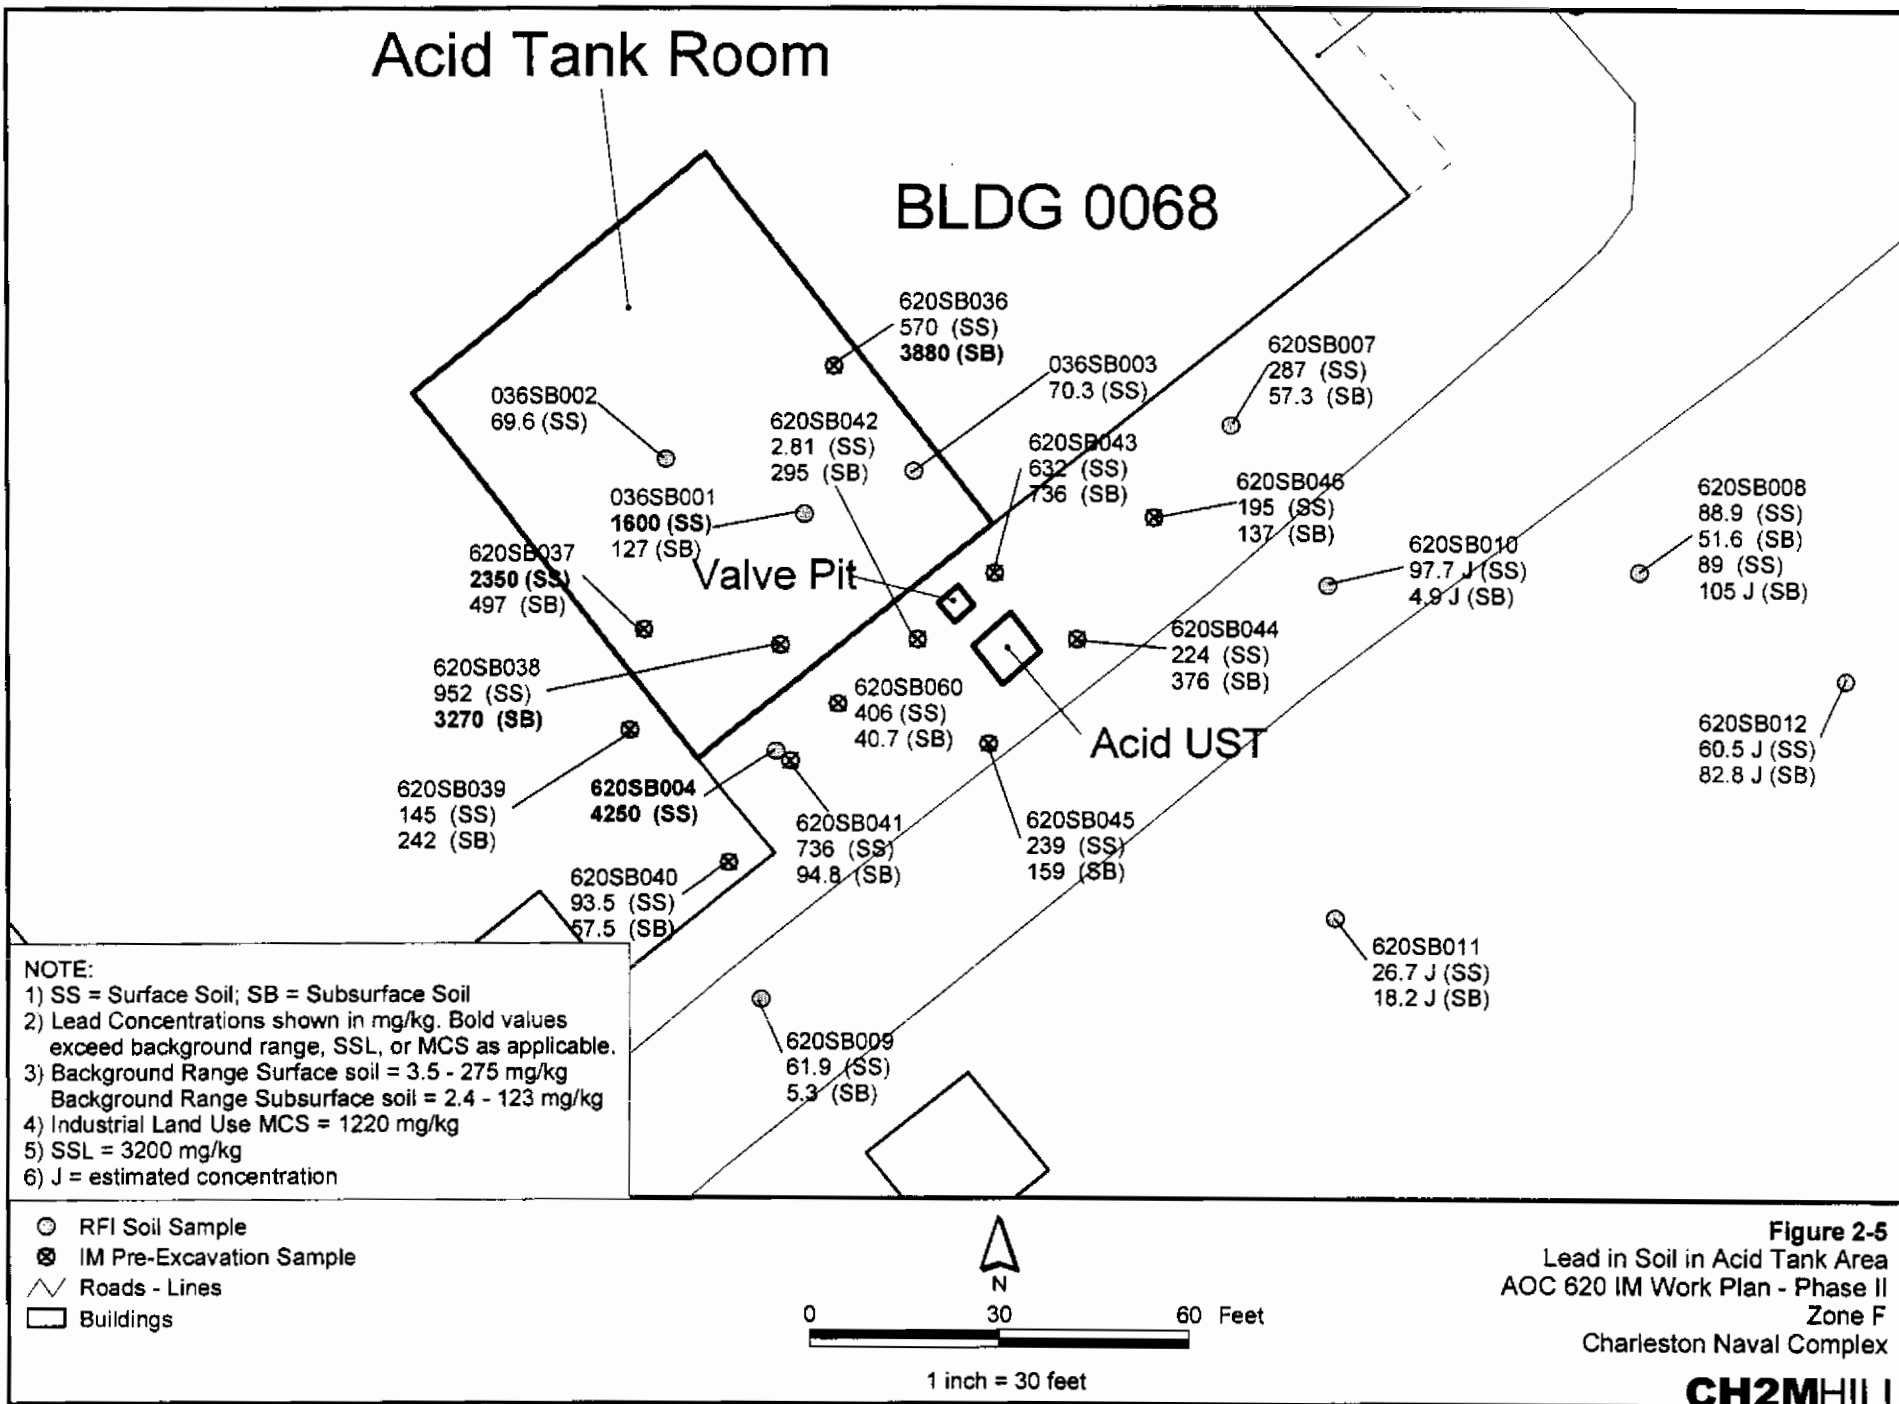 Acid Tank Room
BLDG 0068
620SB036
570 (SS)
3880 (SB)
036SB003
70.3 (SS)
620SB007
287 (SS)
57.3 (SB)
036SB002
69.6 (SS)
620SB042
2.81 (SS)
295 (SB)
620SB043
632 (SS)
736 (SB)
036SB001
1600 (SS)
127 (SB)
620SB046
195 (SS)
137 (SB)
620SB008
88.9 (SS)
51.6 (SB)
89 (SS)
105 J (SB)
620SB037
2350 (SS)
497 (SB)
Valve Pit
620SB010
97.7 J (SS)
4.9 J (SB)
620SB044
224 (SS)
376 (SB)
620SB038
952 (SS)
3270 (SB)
620SB060
406 (SS)
40.7 (SB)
Acid UST
620SB012
60.5 J (SS)
82.8 J (SB)
620SB039
145 (SS)
242 (SB)
620SB004
4250 (SS)
620SB041
736 (SS)
94.8 (SB)
620SB045
239 (SS)
159 (SB)
620SB040
93.5 (SS)
57.5 (SB)
620SB011
26.7 J (SS)
18.2 J (SB)
620SB009
61.9 (SS)
5.3 (SB)
NOTE:
1) SS = Surface Soil; SB = Subsurface Soil
2) Lead Concentrations shown in mg/kg. Bold values
exceed background range, SSL, or MCS as applicable.
3) Background Range Surface soil = 3.5 - 275 mg/kg
Background Range Subsurface soil = 2.4 - 123 mg/kg
4) Industrial Land Use MCS = 1220 mg/kg
5) SSL = 3200 mg/kg
6) J = estimated concentration
RFI Soil Sample
IM Pre-Excavation Sample
Roads - Lines
Buildings
N
0 30 60 Feet
1 inch = 30 feet
Figure 2-5
Lead in Soil in Acid Tank Area
AOC 620 IM Work Plan - Phase II
Zone F
Charleston Naval Complex
CH2MHILL